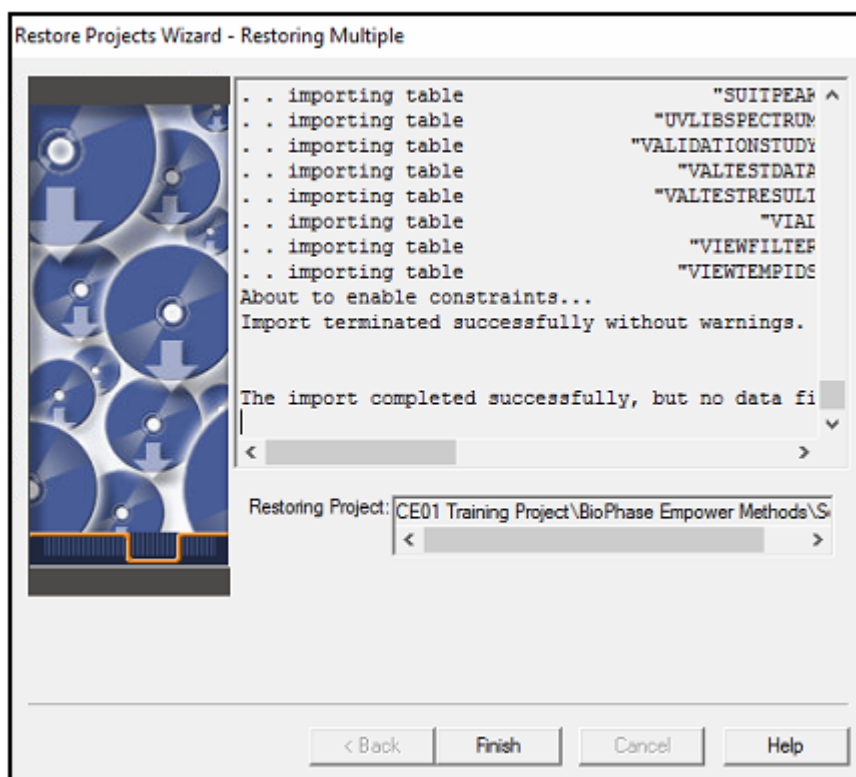 Restore Projects Wizard - Restoring Multiple
. . importing table "SUITPEAK
. . importing table "UVLIBSPECTRUM
. . importing table "VALIDATIONSTUDY
. . importing table "VALTESTDATA
. . importing table "VALTESTRESULT
. . importing table "VIAL
. . importing table "VIEWFILTER
. . importing table "VIEWTEMPIDS
About to enable constraints...
Import terminated successfully without warnings.
The import completed successfully, but no data fi
Restoring Project: CE01 Training Project\BioPhase Empower Methods\S
< Back Finish Cancel Help